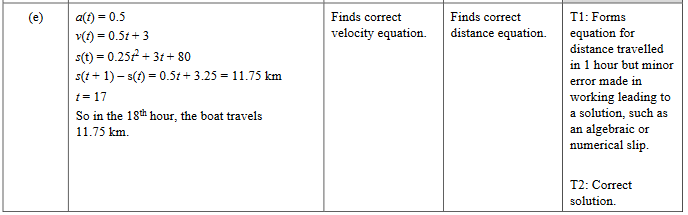 (e)
a(t) = 0.5
v(t) = 0.5t + 3
s(t) = 0.25t² + 3t + 80
s(t + 1) – s(t) = 0.5t + 3.25 = 11.75 km
t = 17
So in the 18th hour, the boat travels
11.75 km.
Finds correct
velocity equation.
Finds correct
distance equation.
T1: Forms
equation for
distance travelled
in 1 hour but minor
error made in
working leading to
a solution, such as
an algebraic or
numerical slip.
T2: Correct
solution.